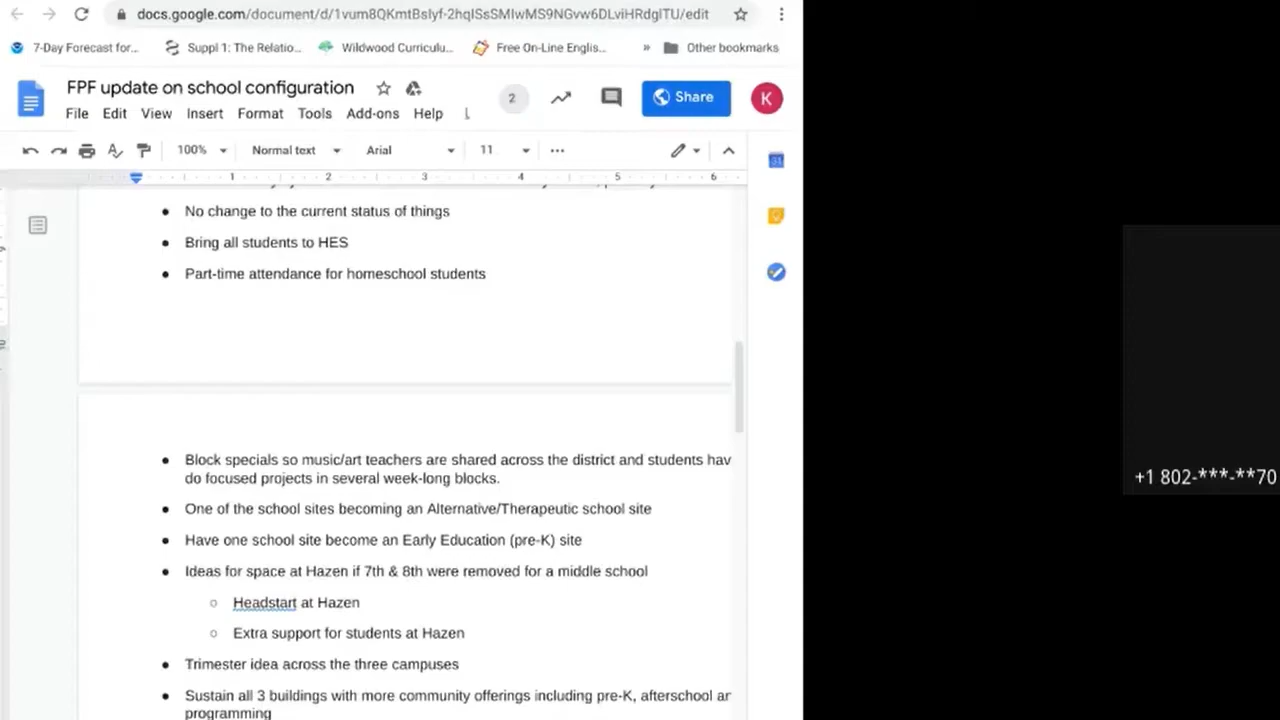 docs.google.com/document/d/1vum8QKmtBslyf-2hqlSsSMIwMS9NGvw6DLviHRdglTU/edit
7-Day Forecast for... Suppl 1: The Relatio... Wildwood Curriculu... Free On-Line Englis... » Other bookmarks
FPF update on school configuration
2
Share
K
File Edit View Insert Format Tools Add-ons Help
100% Normal text Arial 11
1 2 3 4 5 6
No change to the current status of things
Bring all students to HES
Part-time attendance for homeschool students
Block specials so music/art teachers are shared across the district and students hav
do focused projects in several week-long blocks.
One of the school sites becoming an Alternative/Therapeutic school site
Have one school site become an Early Education (pre-K) site
Ideas for space at Hazen if 7th & 8th were removed for a middle school
Headstart at Hazen
Extra support for students at Hazen
Trimester idea across the three campuses
Sustain all 3 buildings with more community offerings including pre-K, afterschool ar
programming
+1 802-***-**70